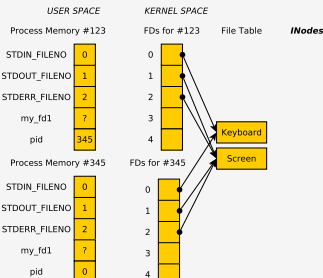 USER SPACE KERNEL SPACE
Process Memory #123 FDs for #123 File Table INodes
STDIN_FILENO 0 0
STDOUT_FILENO 1 1
STDERR_FILENO 2 2
my_fd1 ? 3
pid 345 4
Keyboard
Screen
Process Memory #345 FDs for #345
STDIN_FILENO 0 0
STDOUT_FILENO 1 1
STDERR_FILENO 2 2
my_fd1 ? 3
pid 0 4